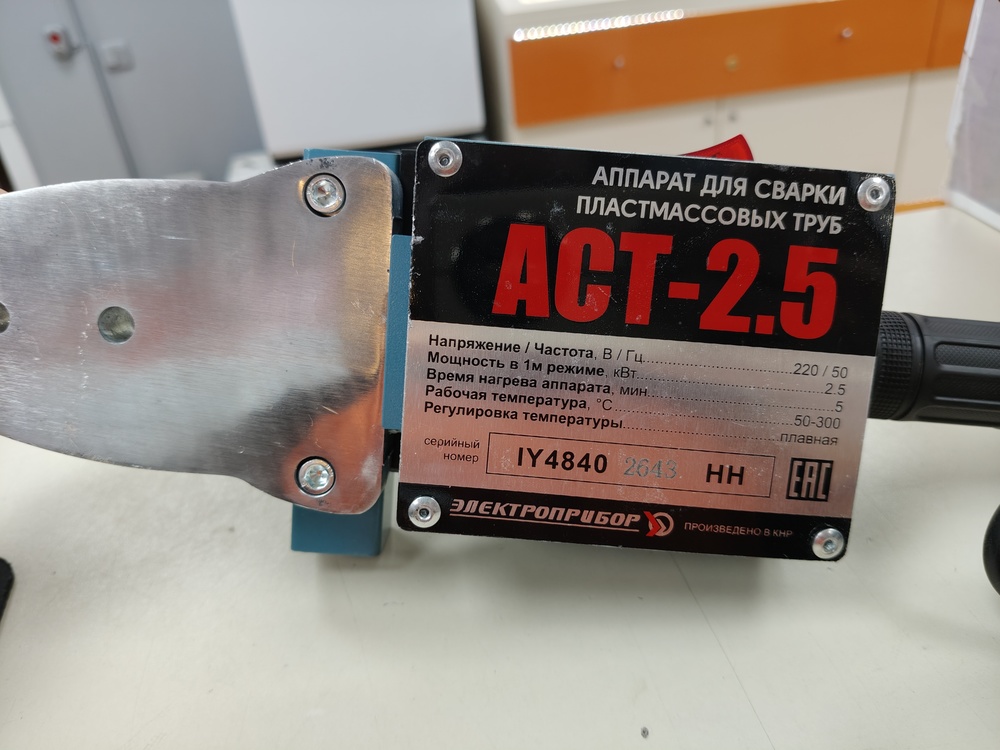 АППАРАТ ДЛЯ СВАРКИ
ПЛАСТМАССОВЫХ ТРУБ
АСТ-2.5
Напряжение / Частота, В / Гц..............................220 / 50
Мощность в 1м режиме, кВт..............................2.5
Время нагрева аппарата, мин..............................5
Рабочая температура, °С..............................50-300
Регулировка температуры..............................плавная
серийный номер IY4840 2643 НН ЕАС
ЭЛЕКТРОПРИБОР ПРОИЗВЕДЕНО В КНР